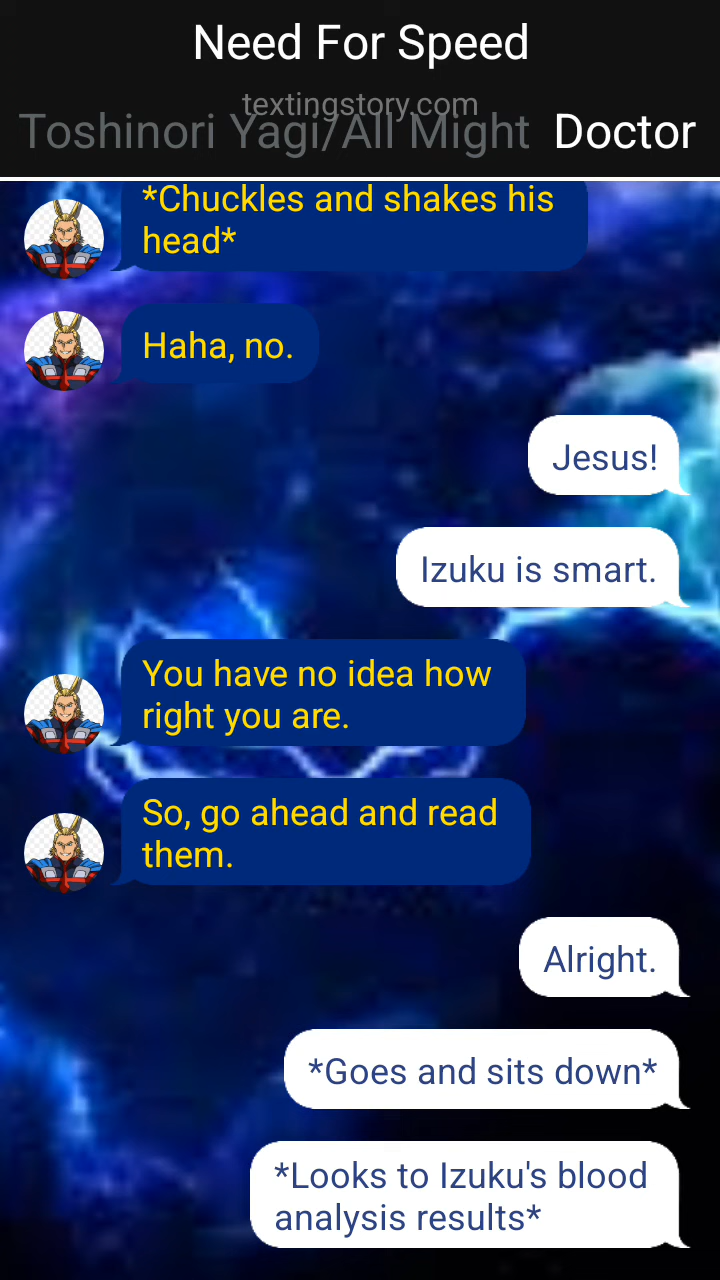 Need For Speed
textingstory.com
Toshinori Yagi/All Might Doctor
*Chuckles and shakes his
head*
Haha, no.
Jesus!
Izuku is smart.
You have no idea how
right you are.
So, go ahead and read
them.
Alright.
*Goes and sits down*
*Looks to Izuku's blood
analysis results*